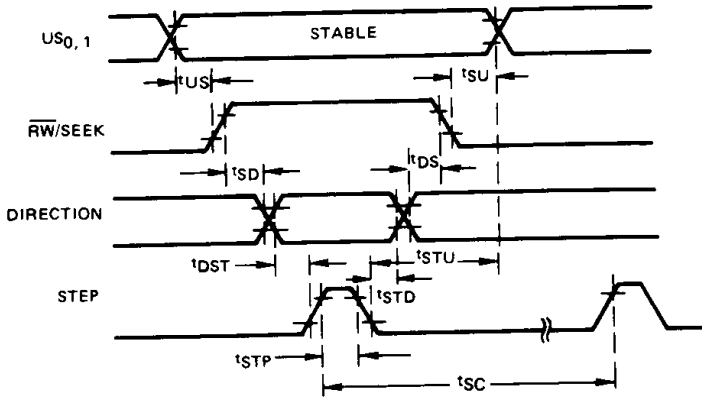 US0, 1
STABLE
tUS
tSU
RW/SEEK
tSD
tDS
DIRECTION
tDST
tSTU
STEP
tSTD
tSTP
tSC